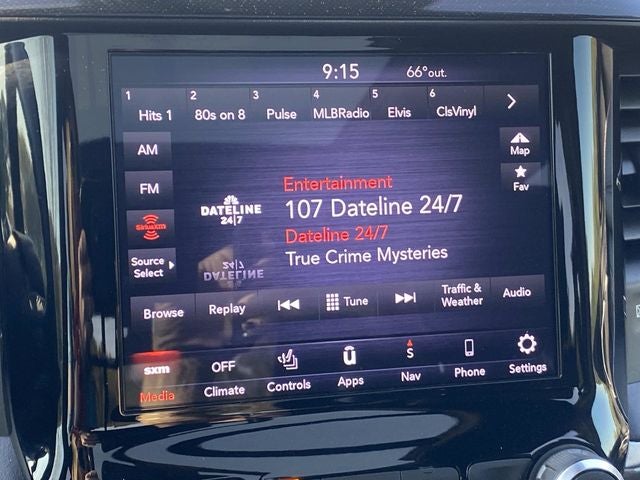 9:15 66°out.
1 2 3 4 5 6
Hits 1 80s on 8 Pulse MLBRadio Elvis ClsVinyl
AM
Map
FM
Fav
SiriusXM
Source
Select
DATELINE
24|7
Entertainment
107 Dateline 24/7
Dateline 24/7
True Crime Mysteries
Browse Replay Tune Traffic & Weather Audio
sxm OFF S
Media Climate Controls Apps Nav Phone Settings